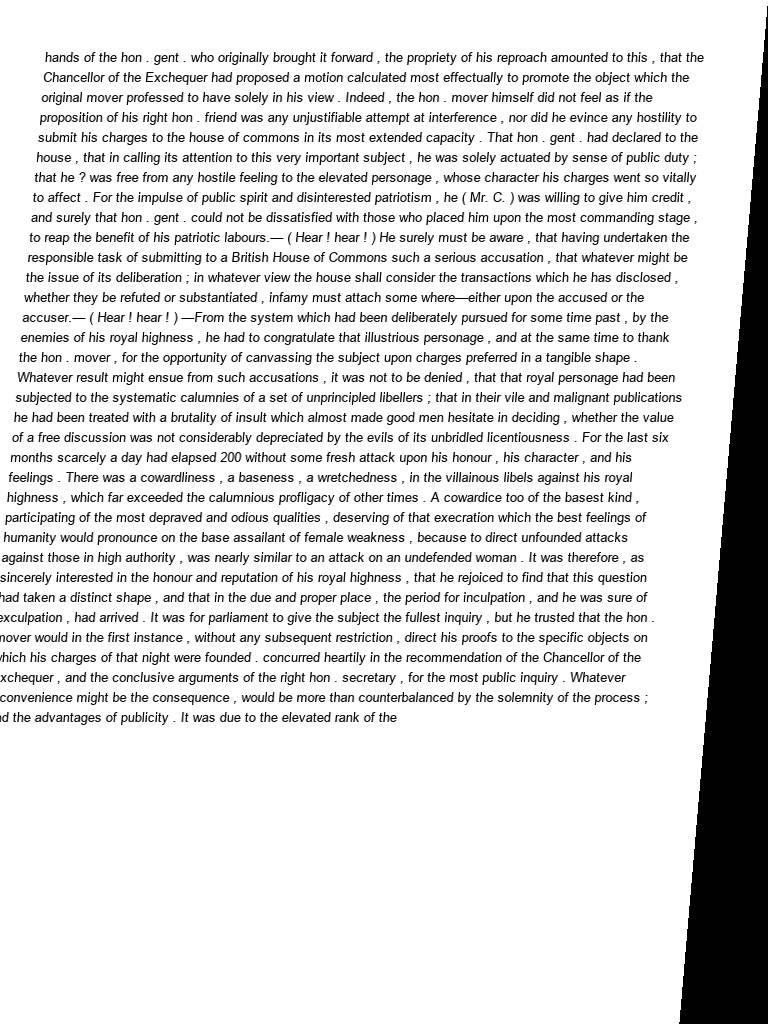 hands of the hon . gent . who originally brought it forward , the propriety of his reproach amounted to this , that the
Chancellor of the Exchequer had proposed a motion calculated most effectually to promote the object which the
original mover professed to have solely in his view . Indeed , the hon . mover himself did not feel as if the
proposition of his right hon . friend was any unjustifiable attempt at interference , nor did he evince any hostility to
submit his charges to the house of commons in its most extended capacity . That hon . gent . had declared to the
house , that in calling its attention to this very important subject , he was solely actuated by sense of public duty ;
that he ? was free from any hostile feeling to the elevated personage , whose character his charges went so vitally
to affect . For the impulse of public spirit and disinterested patriotism , he ( Mr. C. ) was willing to give him credit ,
and surely that hon . gent . could not be dissatisfied with those who placed him upon the most commanding stage ,
to reap the benefit of his patriotic labours.— ( Hear ! hear ! ) He surely must be aware , that having undertaken the
responsible task of submitting to a British House of Commons such a serious accusation , that whatever might be
the issue of its deliberation ; in whatever view the house shall consider the transactions which he has disclosed ,
whether they be refuted or substantiated , infamy must attach some where—either upon the accused or the
accuser.— ( Hear ! hear ! ) —From the system which had been deliberately pursued for some time past , by the
enemies of his royal highness , he had to congratulate that illustrious personage , and at the same time to thank
the hon . mover , for the opportunity of canvassing the subject upon charges preferred in a tangible shape .
Whatever result might ensue from such accusations , it was not to be denied , that that royal personage had been
subjected to the systematic calumnies of a set of unprincipled libellers ; that in their vile and malignant publications
he had been treated with a brutality of insult which almost made good men hesitate in deciding , whether the value
of a free discussion was not considerably depreciated by the evils of its unbridled licentiousness . For the last six
months scarcely a day had elapsed 200 without some fresh attack upon his honour , his character , and his
feelings . There was a cowardliness , a baseness , a wretchedness , in the villainous libels against his royal
highness , which far exceeded the calumnious profligacy of other times . A cowardice too of the basest kind ,
participating of the most depraved and odious qualities , deserving of that execration which the best feelings of
humanity would pronounce on the base assailant of female weakness , because to direct unfounded attacks
against those in high authority , was nearly similar to an attack on an undefended woman . It was therefore , as
sincerely interested in the honour and reputation of his royal highness , that he rejoiced to find that this question
had taken a distinct shape , and that in the due and proper place , the period for inculpation , and he was sure of
exculpation , had arrived . It was for parliament to give the subject the fullest inquiry , but he trusted that the hon .
mover would in the first instance , without any subsequent restriction , direct his proofs to the specific objects on
which his charges of that night were founded . concurred heartily in the recommendation of the Chancellor of the
xchequer , and the conclusive arguments of the right hon . secretary , for the most public inquiry . Whatever
convenience might be the consequence , would be more than counterbalanced by the solemnity of the process ;
nd the advantages of publicity . It was due to the elevated rank of the